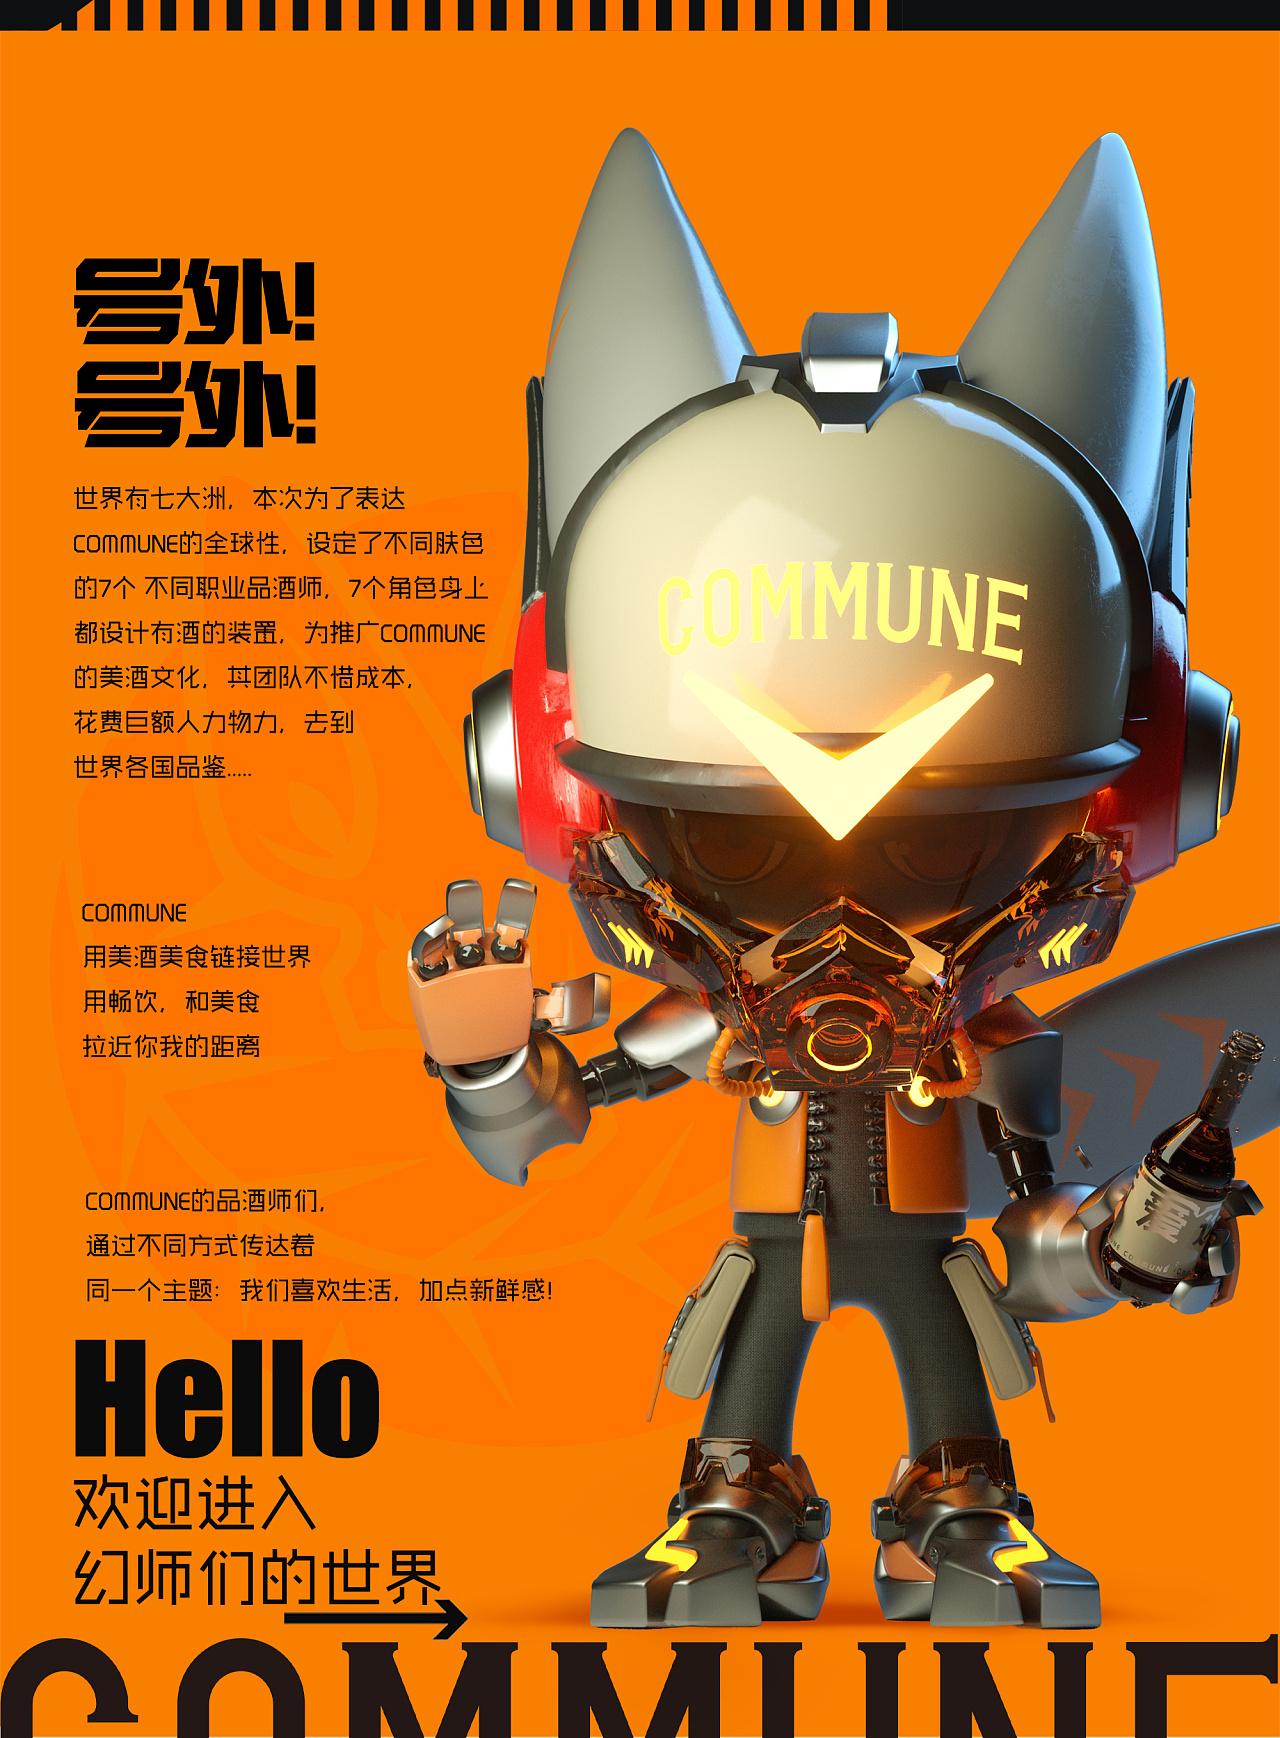 号外!
号外!
世界有七大洲，本次为了表达
COMMUNE的全球性，设定了不同肤色
的7个 不同职业品酒师，7个角色身上
都设计有酒的装置，为推广COMMUNE
的美酒文化，其团队不惜成本，
花费巨额人力物力，去到
世界各国品鉴.....
COMMUNE
用美酒美食链接世界
用畅饮，和美食
拉近你我的距离
COMMUNE的品酒师们，
通过不同方式传达着
同一个主题：我们喜欢生活，加点新鲜感!
Hello
欢迎进入
幻师们的世界
COMMUNE
COMMUNE